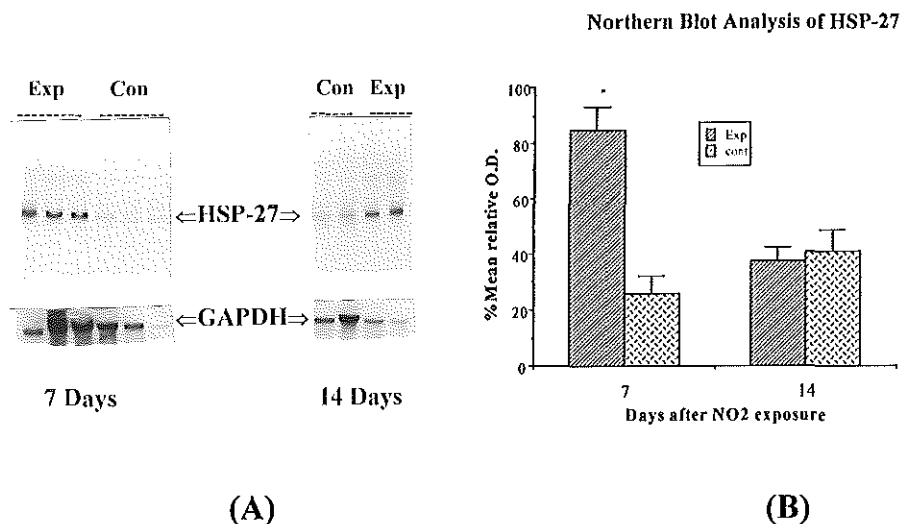 Northern Blot Analysis of HSP-27
Exp Con
Con Exp
⇐HSP-27⇒
⇐GAPDH⇒
7 Days
14 Days
(A)
100
80
60
40
20
0
%Mean relative O.D.
*
Exp
cont
7
14
Days after NO2 exposure
(B)